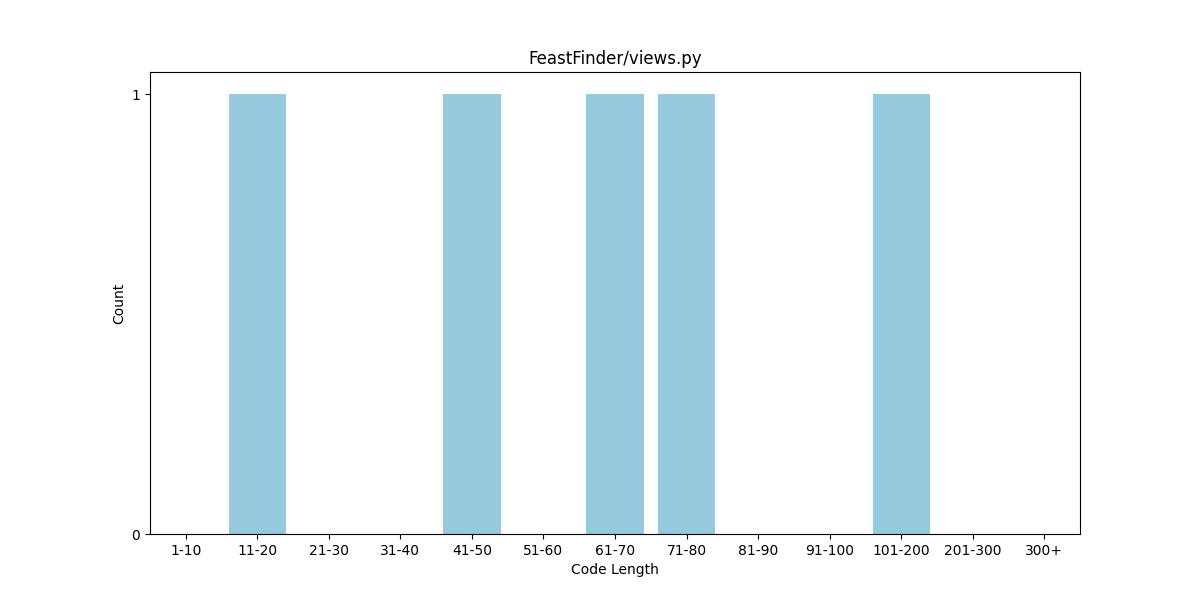 FeastFinder/views.py
1
Count
0
1-10 11-20 21-30 31-40 41-50 51-60 61-70 71-80 81-90 91-100 101-200 201-300 300+
Code Length